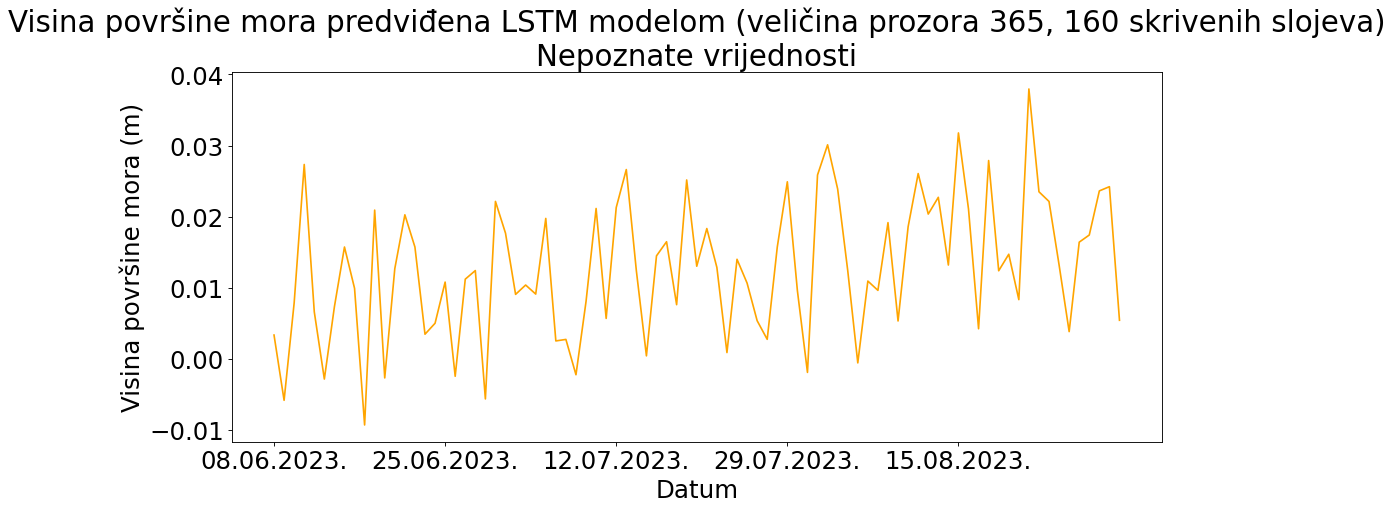 Visina površine mora predviđena LSTM modelom (veličina prozora 365, 160 skrivenih slojeva)
Nepoznate vrijednosti
Visina površine mora (m)
0.04
0.03
0.02
0.01
0.00
−0.01
08.06.2023. 25.06.2023. 12.07.2023. 29.07.2023. 15.08.2023.
Datum